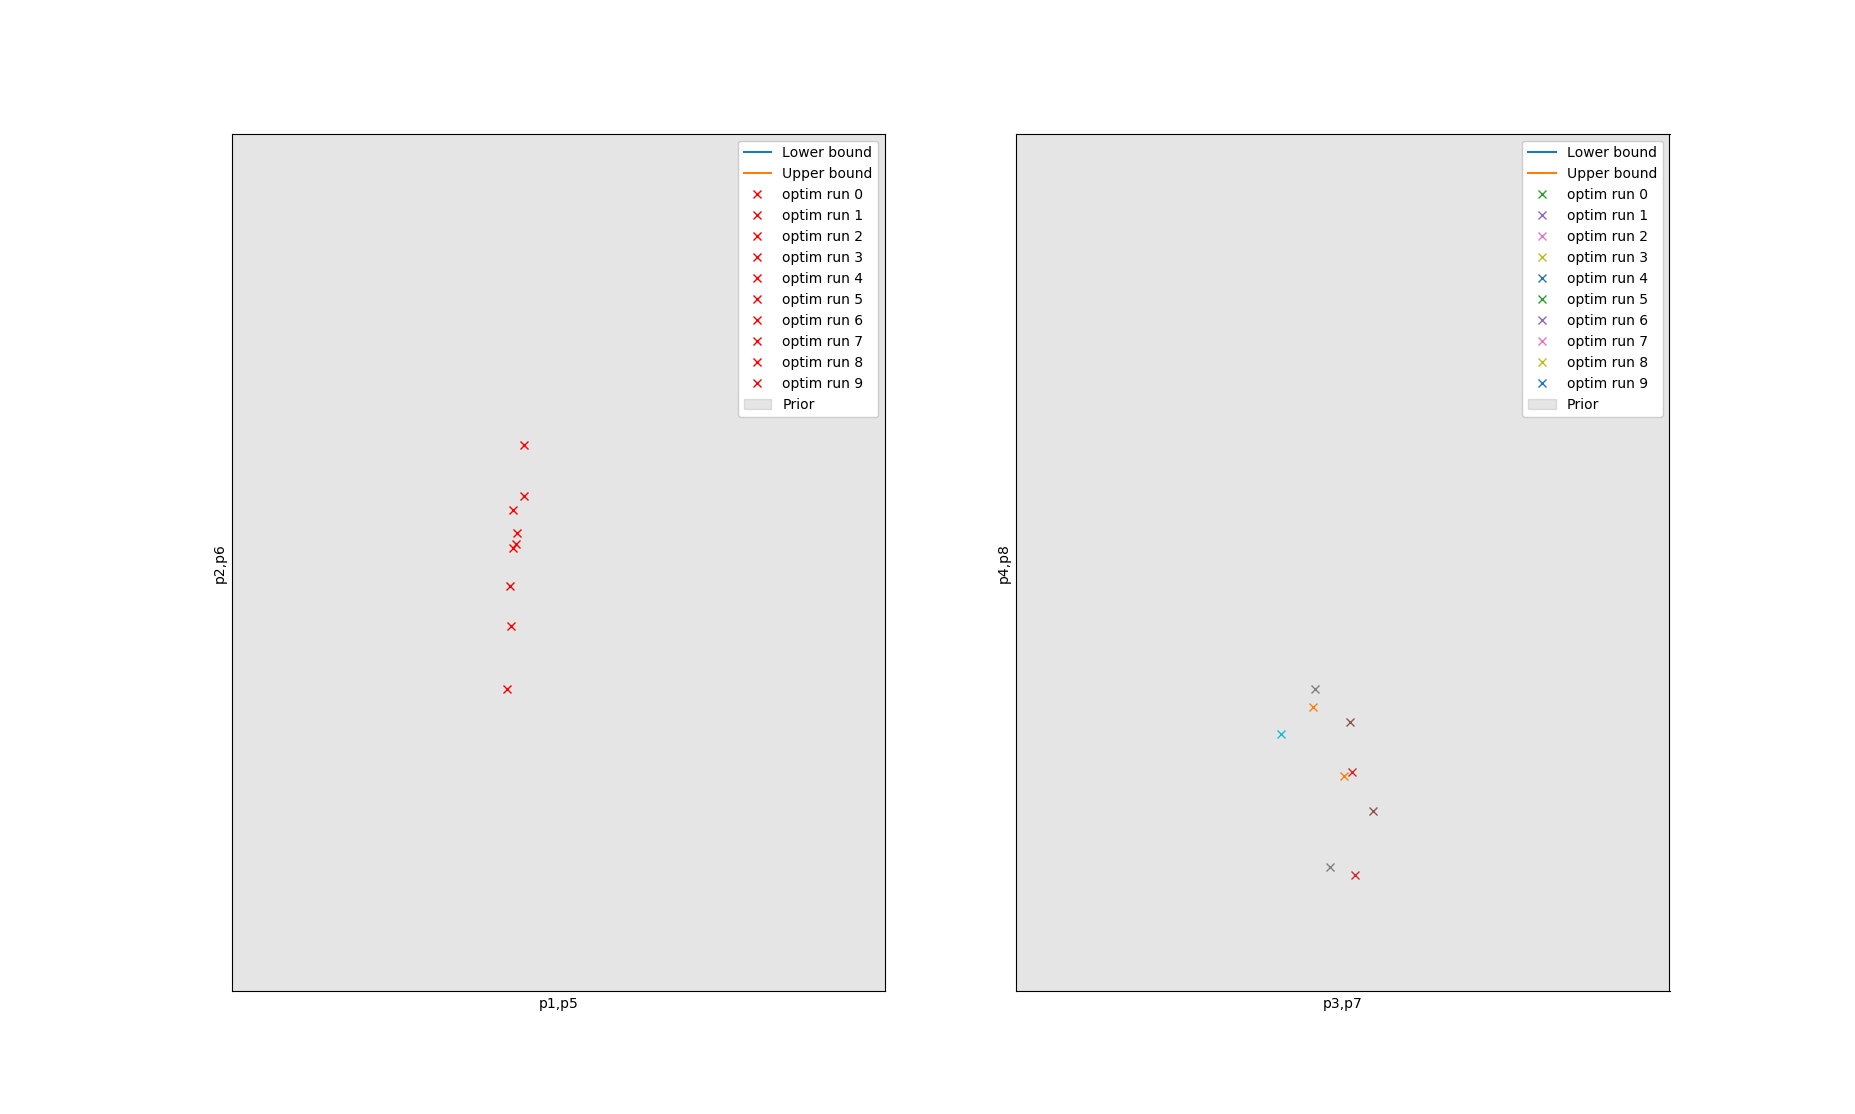 Lower bound
Upper bound
optim run 0
optim run 1
optim run 2
optim run 3
optim run 4
optim run 5
optim run 6
optim run 7
optim run 8
optim run 9
Prior
p2,p6
p1,p5
Lower bound
Upper bound
optim run 0
optim run 1
optim run 2
optim run 3
optim run 4
optim run 5
optim run 6
optim run 7
optim run 8
optim run 9
Prior
p4,p8
p3,p7